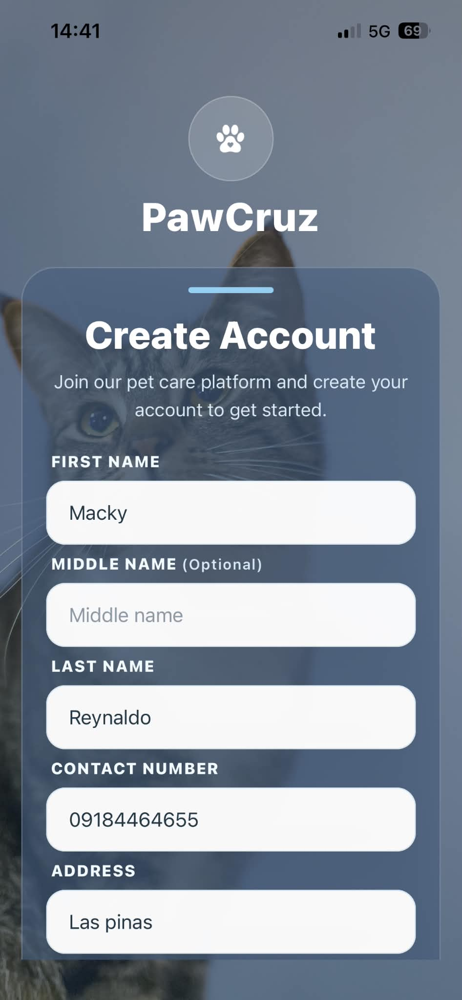 14:41
5G 69
PawCruz
Create Account
Join our pet care platform and create your
account to get started.
FIRST NAME
Macky
MIDDLE NAME (Optional)
Middle name
LAST NAME
Reynaldo
CONTACT NUMBER
09184464655
ADDRESS
Las pinas